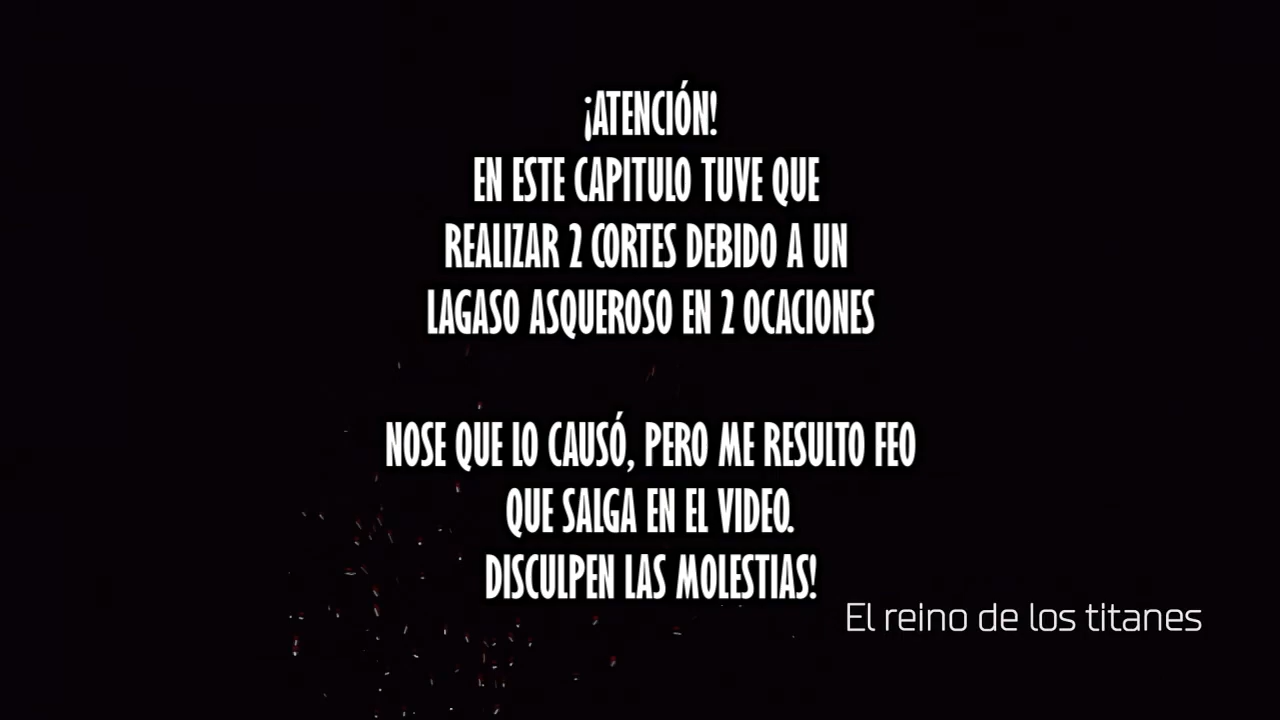 ¡ATENCIÓN!
EN ESTE CAPITULO TUVE QUE
REALIZAR 2 CORTES DEBIDO A UN
LAGASO ASQUEROSO EN 2 OCACIONES
NOSE QUE LO CAUSÓ, PERO ME RESULTO FEO
QUE SALGA EN EL VIDEO.
DISCULPEN LAS MOLESTIAS!
El reino de los titanes